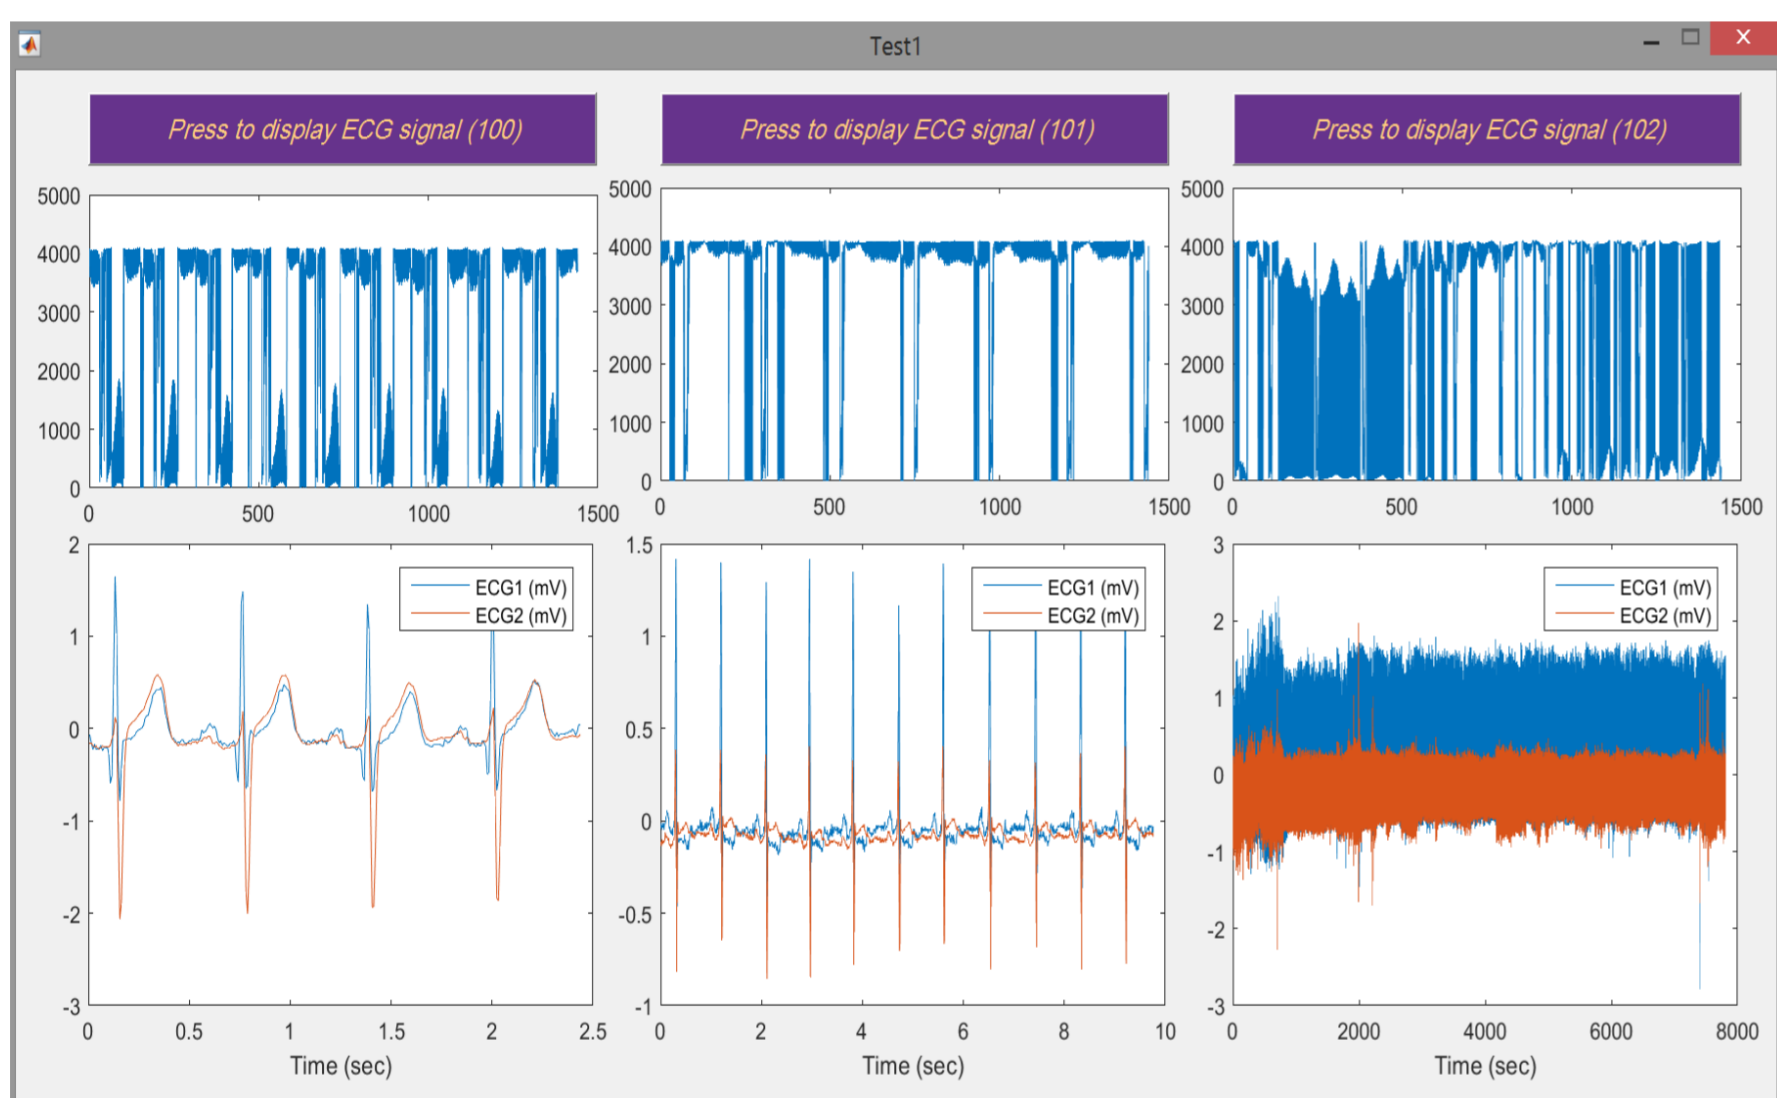 Test1
Press to display ECG signal (100)
Press to display ECG signal (101)
Press to display ECG signal (102)
5000
4000
3000
2000
1000
0
0 500 1000 1500
5000
4000
3000
2000
1000
0
0 500 1000 1500
5000
4000
3000
2000
1000
0
0 500 1000 1500
2
1
0
-1
-2
-3
ECG1 (mV)
ECG2 (mV)
0 0.5 1 1.5 2 2.5
Time (sec)
1.5
1
0.5
0
-0.5
-1
ECG1 (mV)
ECG2 (mV)
0 2 4 6 8 10
Time (sec)
3
2
1
0
-1
-2
-3
ECG1 (mV)
ECG2 (mV)
0 2000 4000 6000 8000
Time (sec)